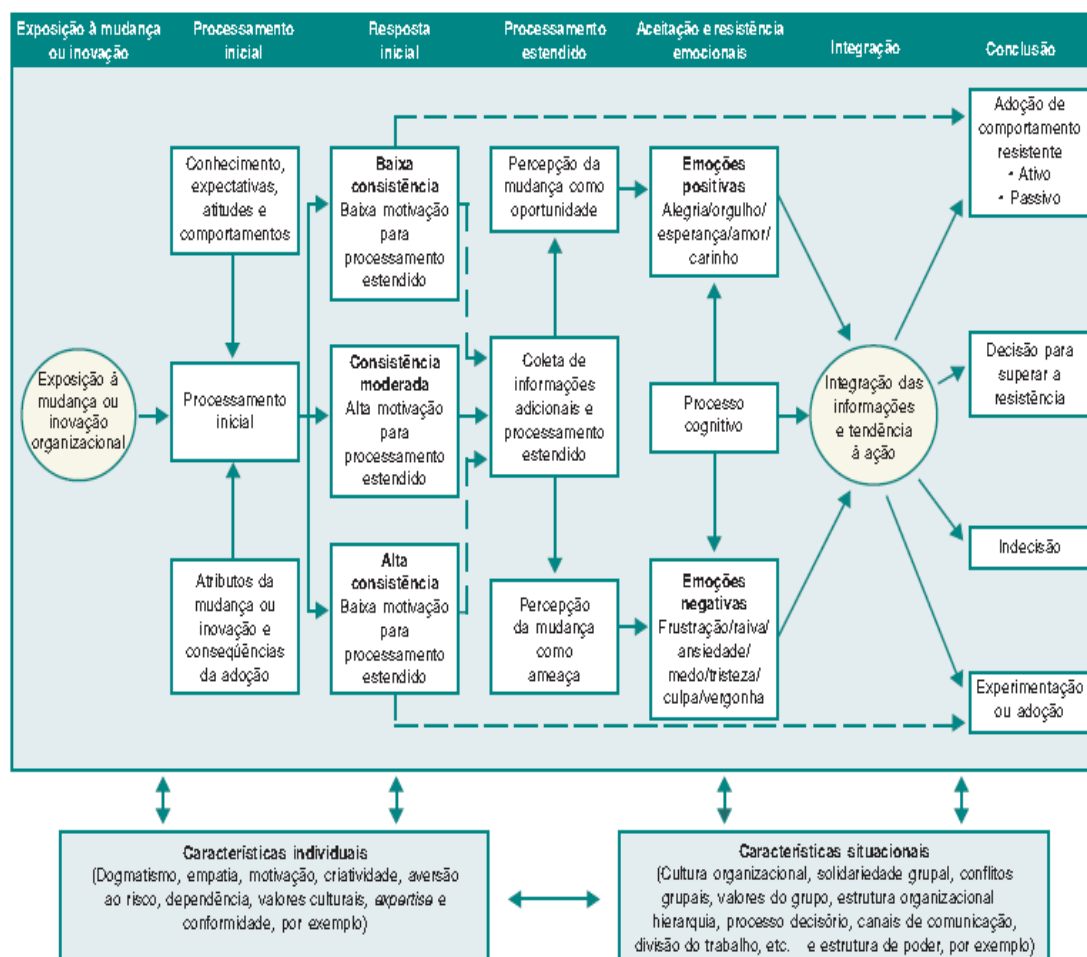 Exposição à mudança
ou inovação
Processamento
inicial
Resposta
inicial
Processamento
estendido
Aceitação e resistência
emocionais
Integração
Conclusão
Conhecimento,
expectativas,
atitudes e
comportamentos
Baixa
consistência
Baixa motivação
para
processamento
estendido
Percepção da
mudança como
oportunidade
Emoções
positivas
Alegria/orgulho/
esperança/amor/
carinho
Adoção de
comportamento
resistente
• Ativo
• Passivo
Exposição à
mudança ou
inovação
organizacional
Processamento
inicial
Consistência
moderada
Alta motivação
para
processamento
estendido
Coleta de
informações
adicionais e
processamento
estendido
Processo
cognitivo
Integração das
informações
e tendência
à ação
Decisão para
superar a
resistência
Indecisão
Atributos da
mudança ou
inovação e
conseqüências
da adoção
Alta
consistência
Baixa motivação
para
processamento
estendido
Percepção
da mudança
como
ameaça
Emoções
negativas
Frustração/raiva/
ansiedade/
medo/tristeza/
culpa/vergonha
Experimentação
ou adoção
Características individuais
(Dogmatismo, empatia, motivação, criatividade, aversão
ao risco, dependência, valores culturais, expertise e
conformidade, por exemplo)
Características situacionais
(Cultura organizacional, solidariedade grupal, conflitos
grupais, valores do grupo, estrutura organizacional
hierarquia, processo decisório, canais de comunicação,
divisão do trabalho, etc. e estrutura de poder, por exemplo)